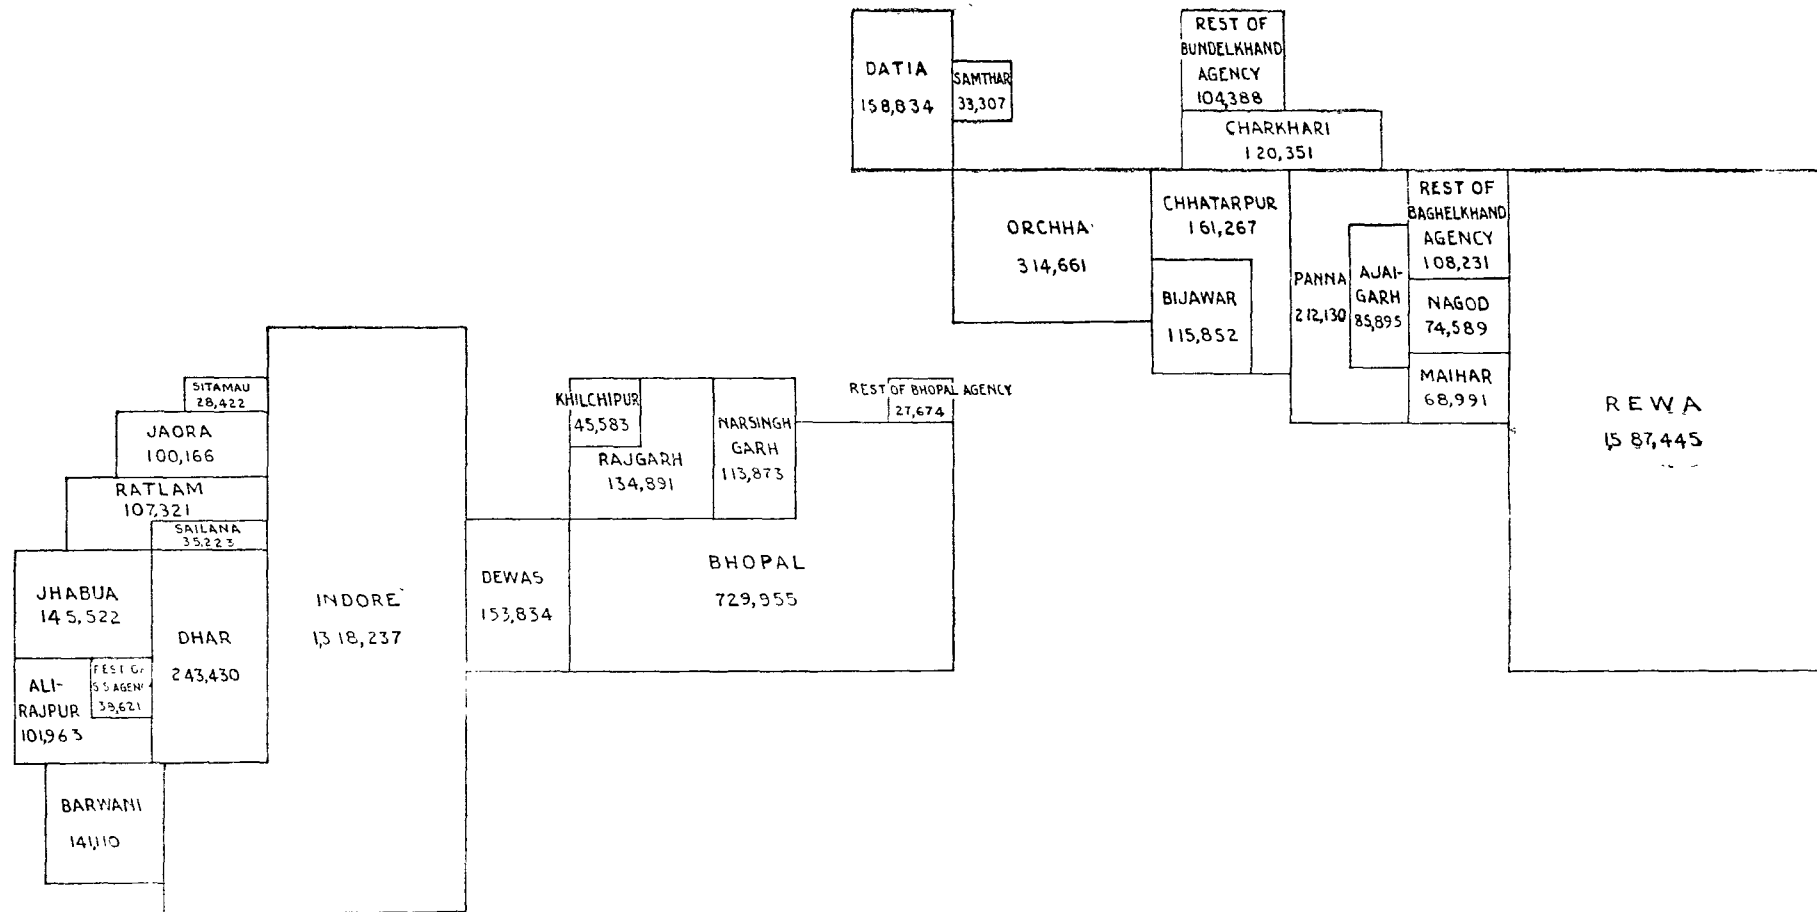 DATIA
158,834
SAMTHAR
33,307
REST OF
BUNDELKHAND
AGENCY
104,388
CHARKHARI
120,351
ORCHHA
314,661
CHHATARPUR
161,267
BIJAWAR
115,852
PANNA
212,130
AJAI-
GARH
85,895
REST OF
BAGHELKHAND
AGENCY
108,231
NAGOD
74,589
MAIHAR
68,991
REWA
15 87,445
SITAMAU
28,422
JAORA
100,166
RATLAM
107,321
SAILANA
35,223
JHABUA
145,522
ALI-
RAJPUR
101,963
REST OF
S.S AGEN
39,621
DHAR
243,430
BARWANI
141,110
INDORE
1,318,237
DEWAS
153,834
KHILCHIPUR
45,583
RAJGARH
134,891
NARSINGH
GARH
113,873
REST OF BHOPAL AGENCY
27,674
BHOPAL
729,955